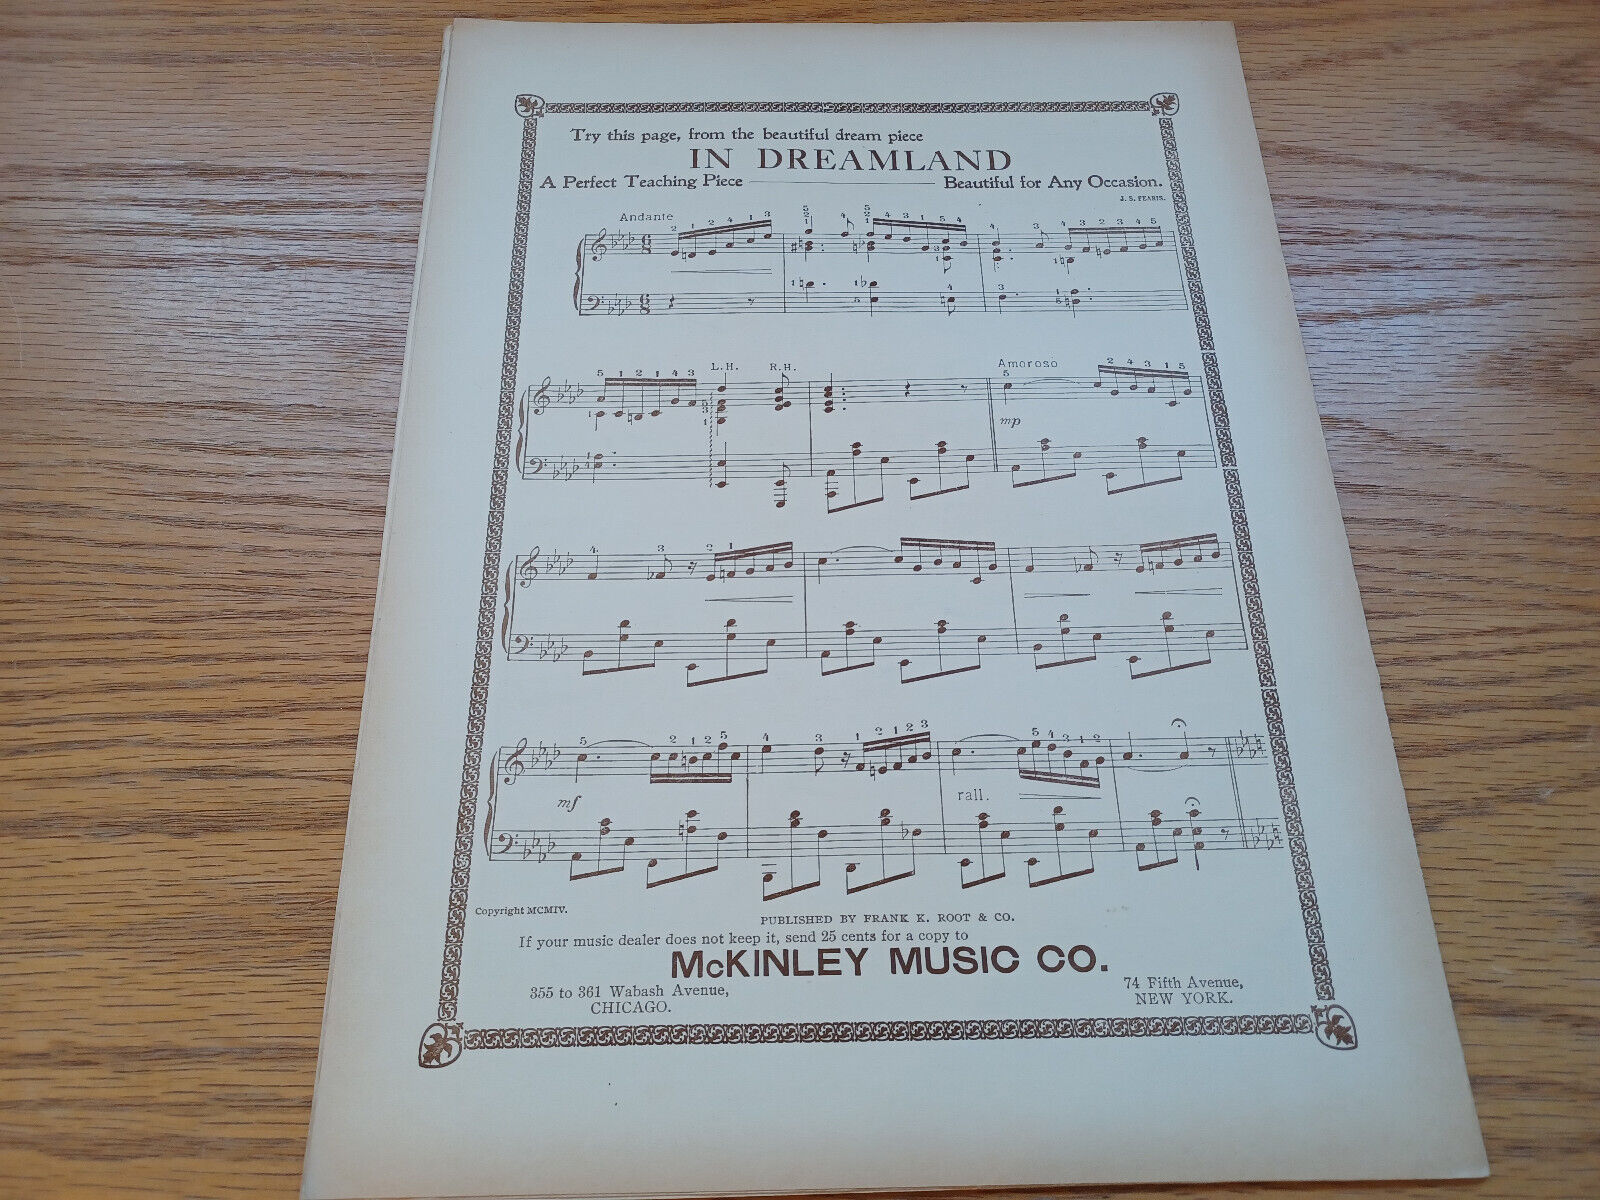 Try this page, from the beautiful dream piece
IN DREAMLAND
A Perfect Teaching Piece Beautiful for Any Occasion.
J. S. FEARIS.
Andante
L.H. R.H. Amoroso
mp
mf
rall.
Copyright MCMIV.
PUBLISHED BY FRANK K. ROOT & CO.
If your music dealer does not keep it, send 25 cents for a copy to
McKINLEY MUSIC CO.
355 to 361 Wabash Avenue, 74 Fifth Avenue,
CHICAGO. NEW YORK.